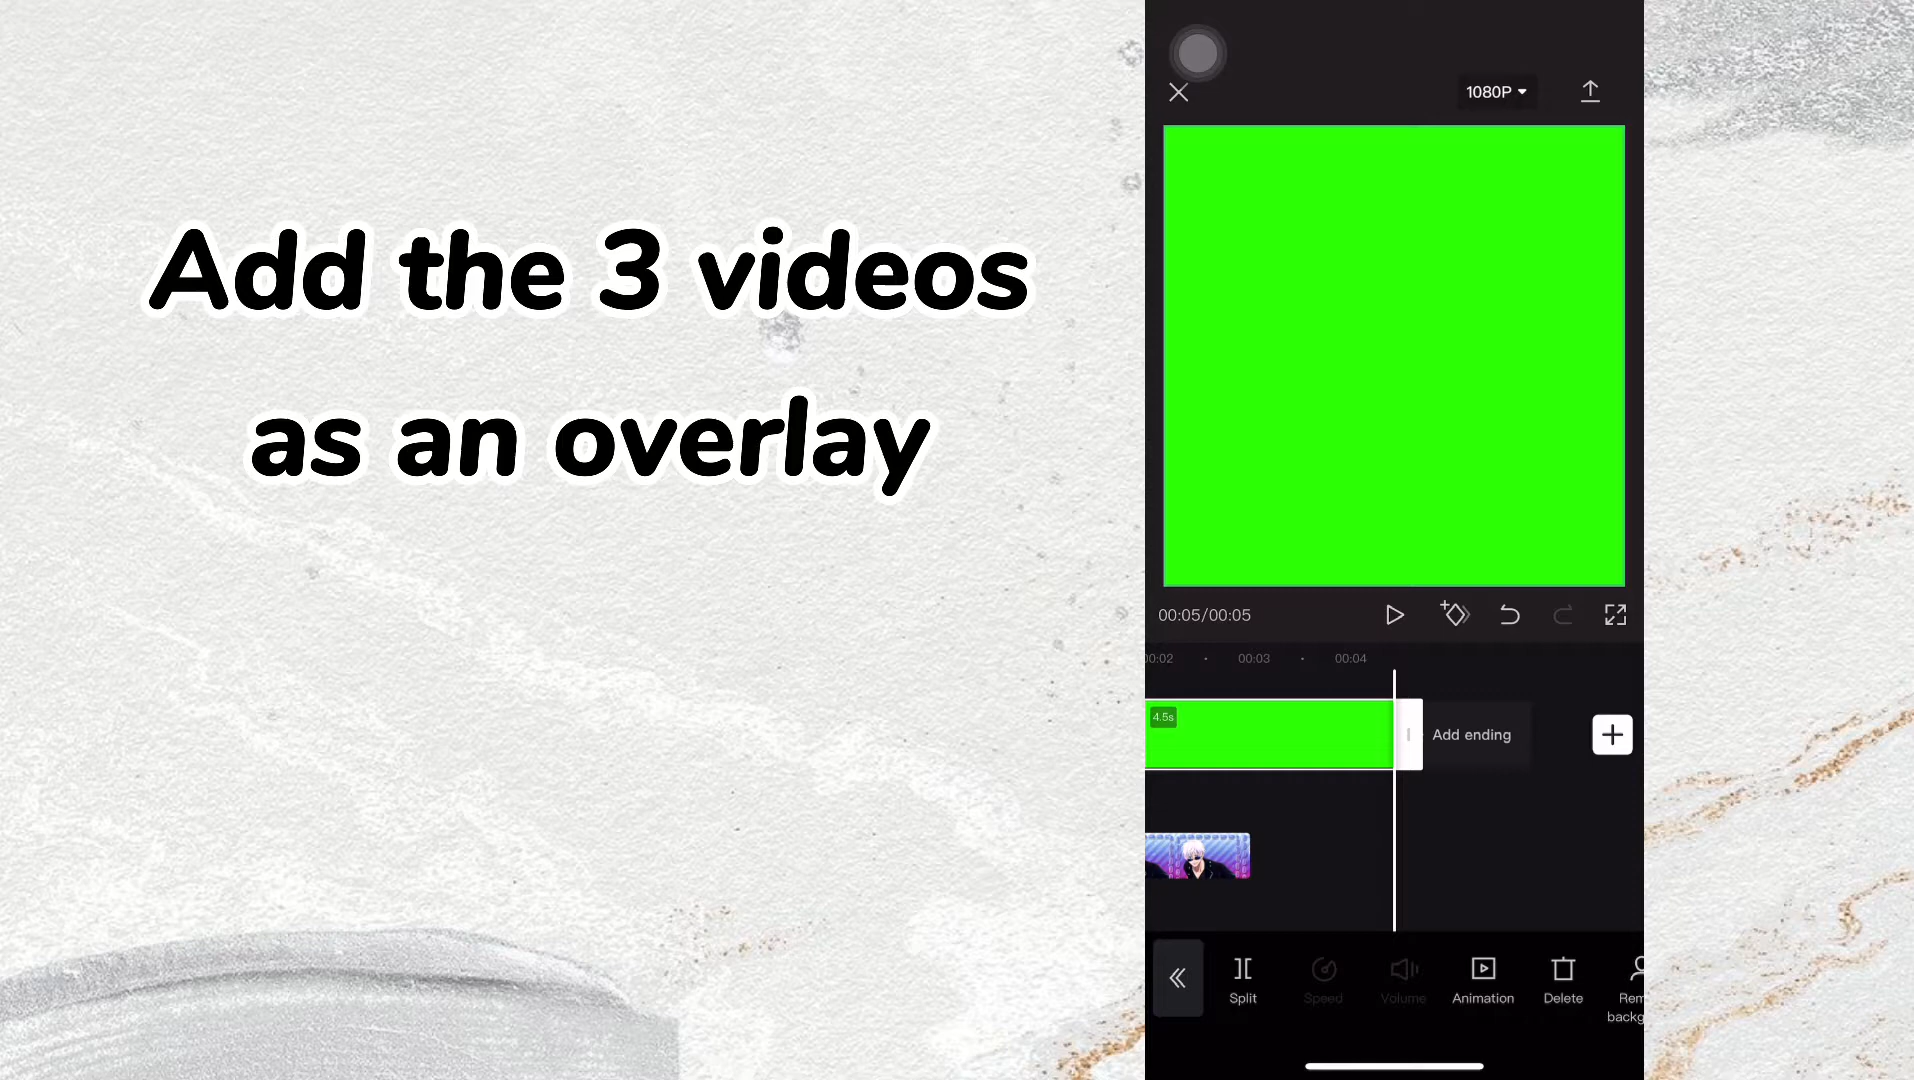 Add the 3 videos
as an overlay
1080P
00:05/00:05
00:03
00:04
4.5s
Add ending
Split
Speed
Volume
Animation
Delete